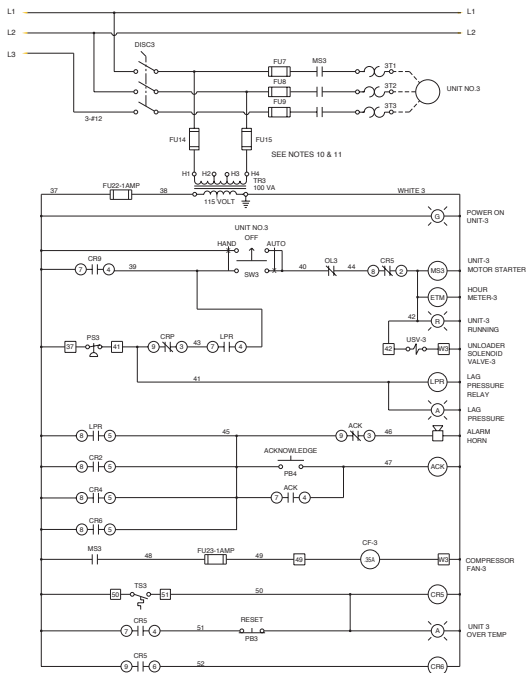 L1 L1
L2 L2
L3
DISC3
FU7 MS3 3T1
FU8 3T2 UNIT NO.3
FU9 3T3
3-#12
FU14 FU15
SEE NOTES 10 & 11
H1 H2 H3 H4
TR3
100 VA
37 FU22-1AMP 38 115 VOLT WHITE 3
G POWER ON
UNIT-3
UNIT NO.3
OFF
HAND AUTO
CR9 OL3 CR5 UNIT-3
7 4 39 SW3 40 44 8 2 MS3 MOTOR STARTER
ETM HOUR
METER-3
42 R UNIT-3
RUNNING
USV-3
42 W3 UNLOADER
SOLENOID
VALVE-3
PS3 CRP LPR
37 41 9 3 43 7 4
41 LPR LAG
PRESSURE
RELAY
A LAG
PRESSURE
LPR ACK ALARM
8 5 45 9 3 46 HORN
CR2 ACKNOWLEDGE
8 5 PB4 47 ACK
CR4 ACK
8 5 7 4
CR6
8 5
MS3 48 FU23-1AMP 49 49 CF-3 35A W3 COMPRESSOR
FAN-3
TS3
50 51 50 CR5
CR5 RESET
7 4 51 PB3 A UNIT 3
OVER TEMP
CR5
9 6 52 CR6